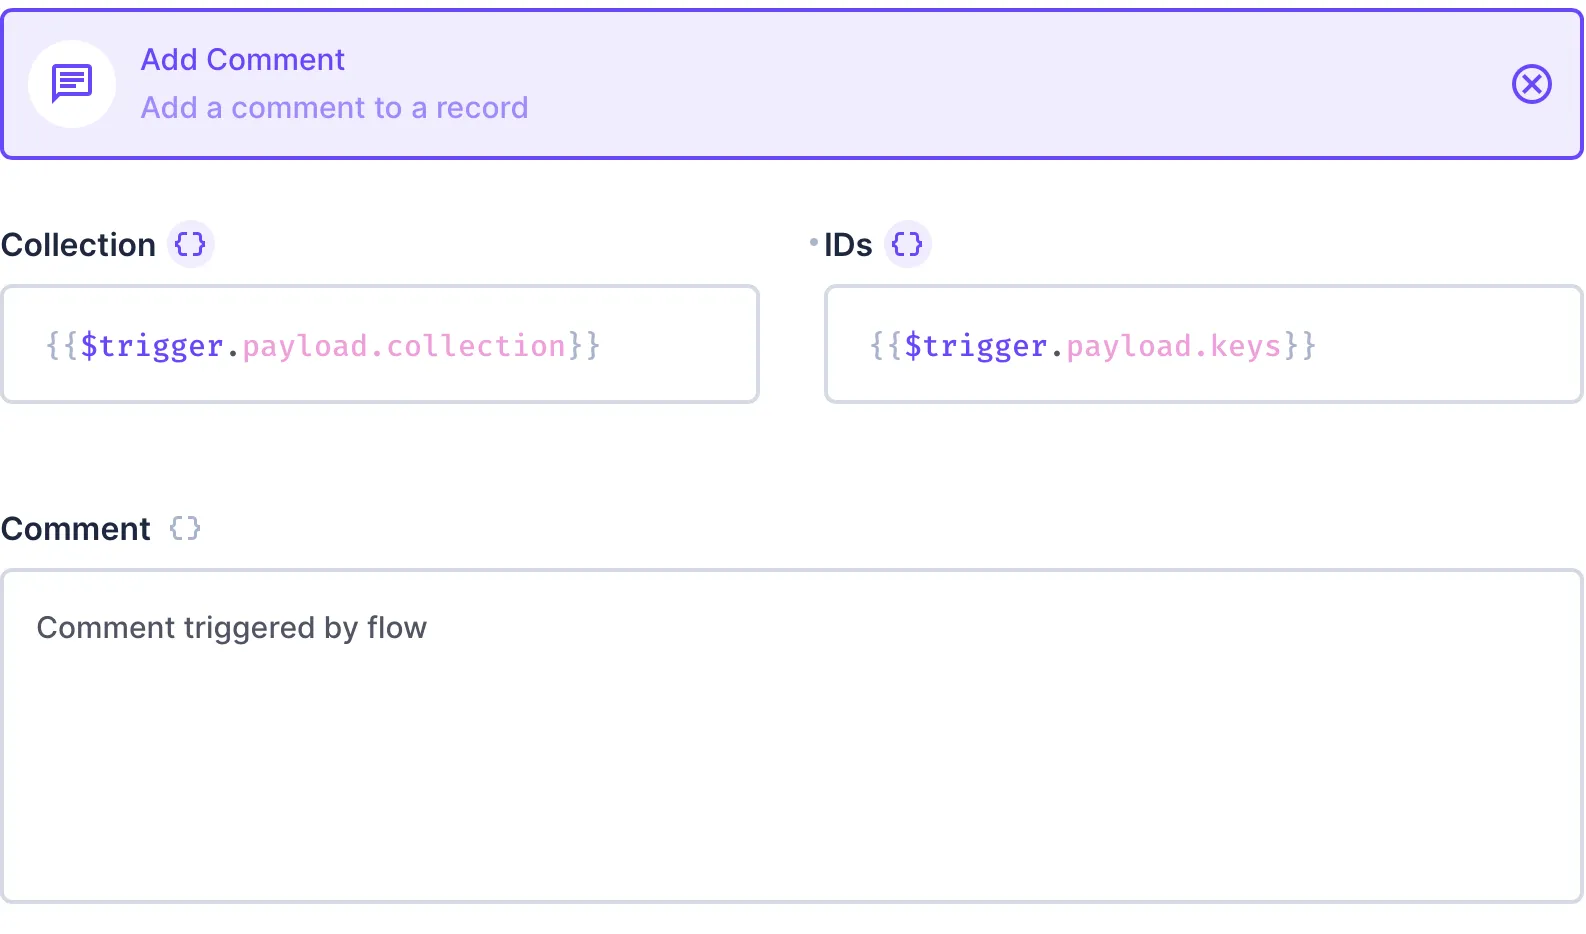 Add Comment
Add a comment to a record
Collection {}
IDs {}
{{$trigger.payload.collection}}
{{$trigger.payload.keys}}
Comment {}
Comment triggered by flow